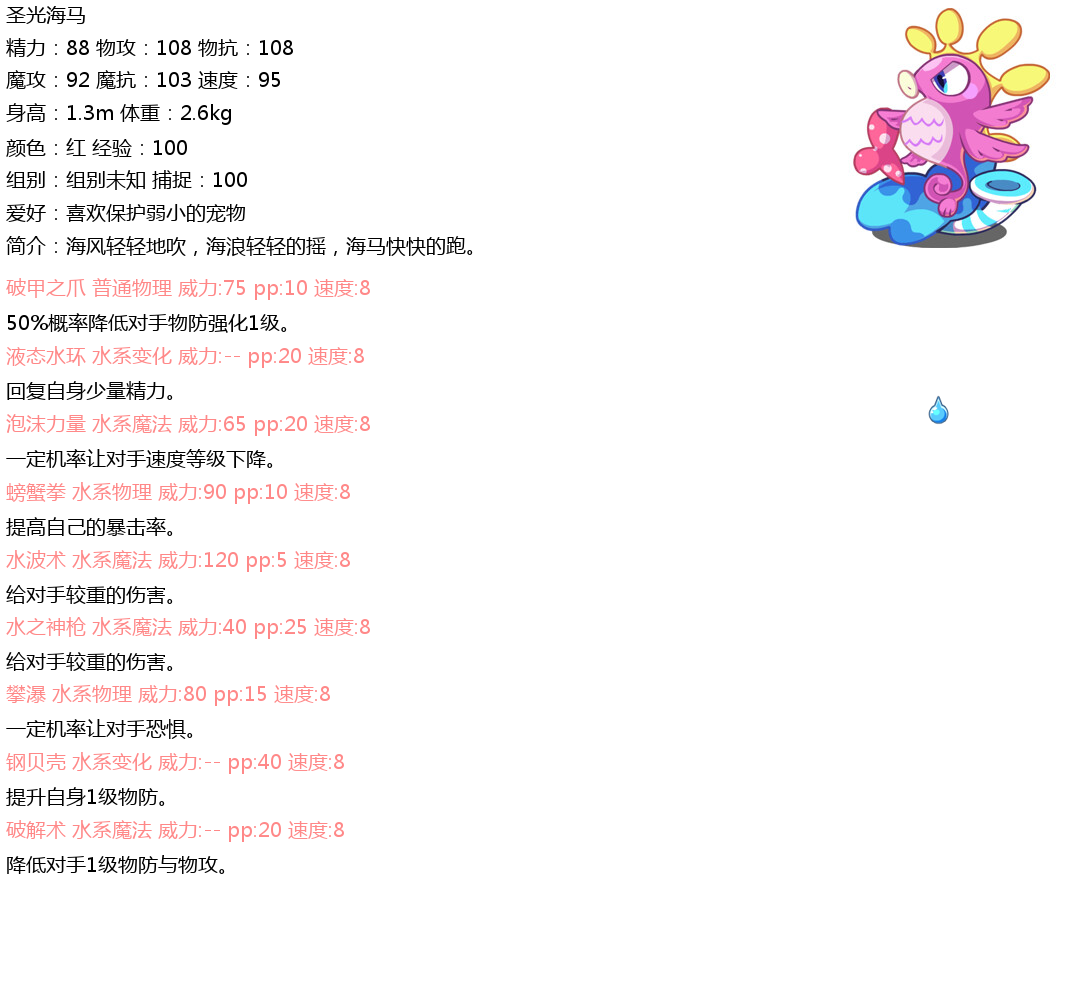 圣光海马
精力：88 物攻：108 物抗：108
魔攻：92 魔抗：103 速度：95
身高：1.3m 体重：2.6kg
颜色：红 经验：100
组别：组别未知 捕捉：100
爱好：喜欢保护弱小的宠物
简介：海风轻轻地吹，海浪轻轻的摇，海马快快的跑。
破甲之爪 普通物理 威力:75 pp:10 速度:8
50%概率降低对手物防强化1级。
液态水环 水系变化 威力:-- pp:20 速度:8
回复自身少量精力。
泡沫力量 水系魔法 威力:65 pp:20 速度:8
一定机率让对手速度等级下降。
螃蟹拳 水系物理 威力:90 pp:10 速度:8
提高自己的暴击率。
水波术 水系魔法 威力:120 pp:5 速度:8
给对手较重的伤害。
水之神枪 水系魔法 威力:40 pp:25 速度:8
给对手较重的伤害。
攀瀑 水系物理 威力:80 pp:15 速度:8
一定机率让对手恐惧。
钢贝壳 水系变化 威力:-- pp:40 速度:8
提升自身1级物防。
破解术 水系魔法 威力:-- pp:20 速度:8
降低对手1级物防与物攻。